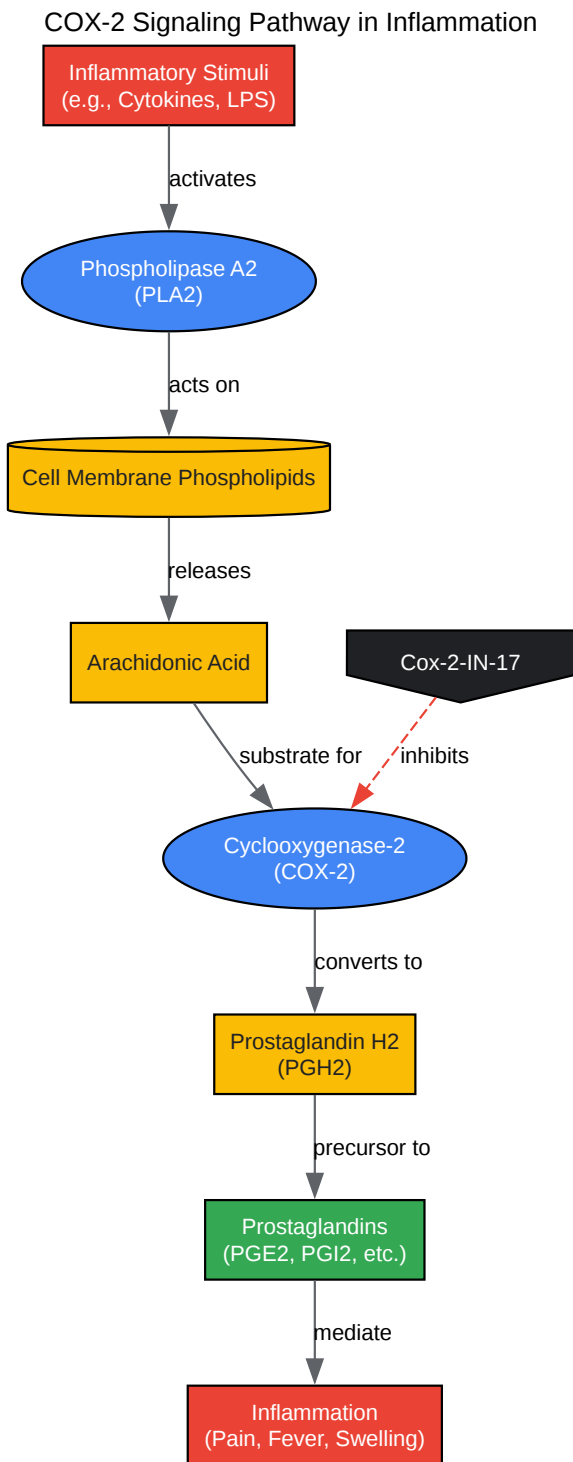 COX-2 Signaling Pathway in Inflammation
Inflammatory Stimuli
(e.g., Cytokines, LPS)
activates
Phospholipase A2
(PLA2)
acts on
Cell Membrane Phospholipids
releases
Arachidonic Acid
Cox-2-IN-17
substrate for
inhibits
Cyclooxygenase-2
(COX-2)
converts to
Prostaglandin H2
(PGH2)
precursor to
Prostaglandins
(PGE2, PGI2, etc.)
mediate
Inflammation
(Pain, Fever, Swelling)